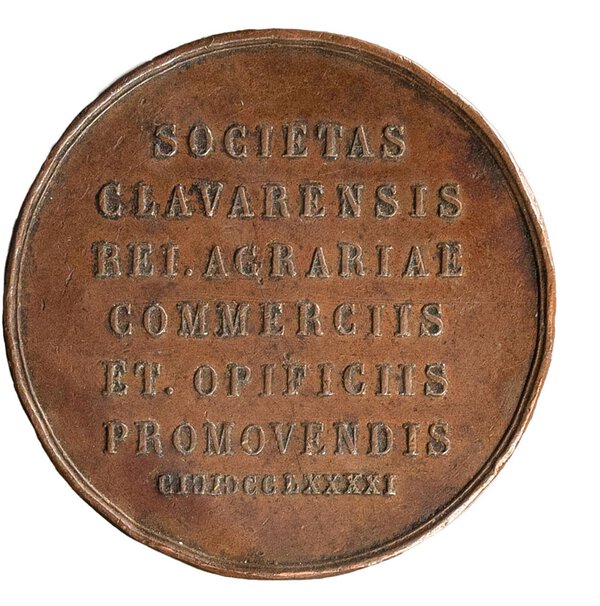 SOCIETAS
CLAVARENSIS
REI. AGRARIAE
COMMERCIIS
ET. OPIFICIIS
PROMOVENDIS
CIƆIƆCCLXXXXI